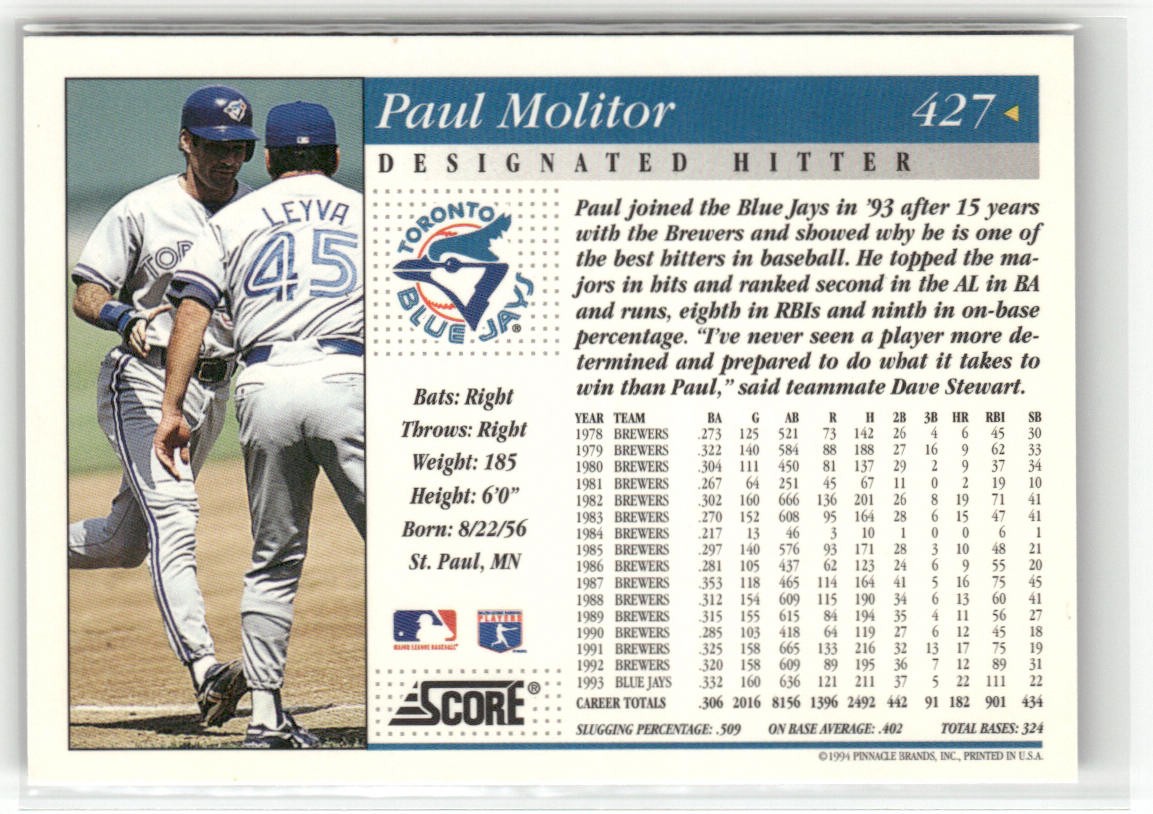 Paul Molitor 427
DESIGNATED HITTER
LEYVA
45
TOR
TORONTO
BLUE JAYS®
Paul joined the Blue Jays in '93 after 15 years
with the Brewers and showed why he is one of
the best hitters in baseball. He topped the ma-
jors in hits and ranked second in the AL in BA
and runs, eighth in RBIs and ninth in on-base
percentage. "I've never seen a player more de-
termined and prepared to do what it takes to
win than Paul," said teammate Dave Stewart.
Bats: Right
Throws: Right
Weight: 185
Height: 6'0"
Born: 8/22/56
St. Paul, MN
MAJOR LEAGUE BASEBALL®
PLAYERS
SCORE®
YEAR TEAM BA G AB R H 2B 3B HR RBI SB
1978 BREWERS .273 125 521 73 142 26 4 6 45 30
1979 BREWERS .322 140 584 88 188 27 16 9 62 33
1980 BREWERS .304 111 450 81 137 29 2 9 37 34
1981 BREWERS .267 64 251 45 67 11 0 2 19 10
1982 BREWERS .302 160 666 136 201 26 8 19 71 41
1983 BREWERS .270 152 608 95 164 28 6 15 47 41
1984 BREWERS .217 13 46 3 10 1 0 0 6 1
1985 BREWERS .297 140 576 93 171 28 3 10 48 21
1986 BREWERS .281 105 437 62 123 24 6 9 55 20
1987 BREWERS .353 118 465 114 164 41 5 16 75 45
1988 BREWERS .312 154 609 115 190 34 6 13 60 41
1989 BREWERS .315 155 615 84 194 35 4 11 56 27
1990 BREWERS .285 103 418 64 119 27 6 12 45 18
1991 BREWERS .325 158 665 133 216 32 13 17 75 19
1992 BREWERS .320 158 609 89 195 36 7 12 89 31
1993 BLUE JAYS .332 160 636 121 211 37 5 22 111 22
CAREER TOTALS .306 2016 8156 1396 2492 442 91 182 901 434
SLUGGING PERCENTAGE: .509 ON BASE AVERAGE: .402 TOTAL BASES: 324
©1994 PINNACLE BRANDS, INC., PRINTED IN U.S.A.